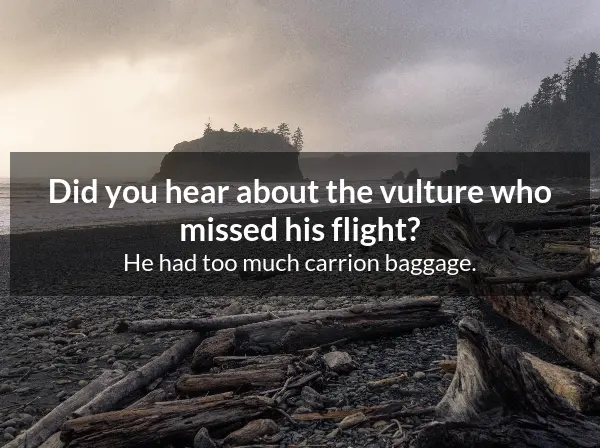 Did you hear about the vulture who
missed his flight?
He had too much carrion baggage.